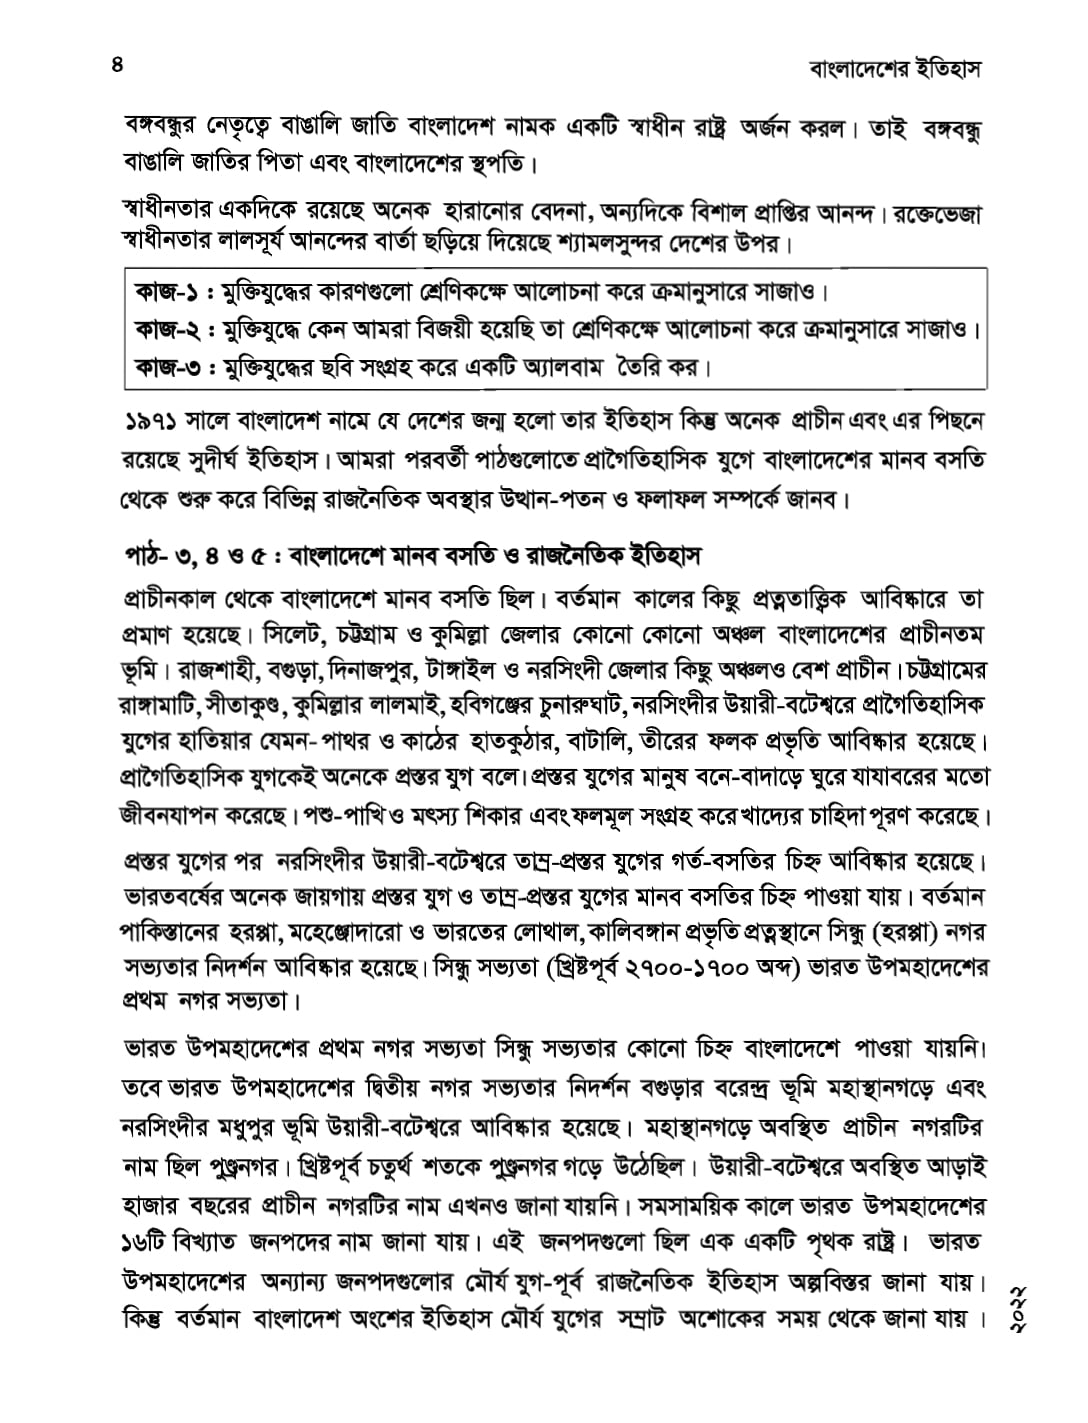 ৪
বাংলাদেশের ইতিহাস
বঙ্গবন্ধুর নেতৃত্বে বাঙালি জাতি বাংলাদেশ নামক একটি স্বাধীন রাষ্ট্র অর্জন করল। তাই বঙ্গবন্ধু
বাঙালি জাতির পিতা এবং বাংলাদেশের স্থপতি।
স্বাধীনতার একদিকে রয়েছে অনেক হারানোর বেদনা, অন্যদিকে বিশাল প্রাপ্তির আনন্দ। রক্তেভেজা
স্বাধীনতার লালসূর্য আনন্দের বার্তা ছড়িয়ে দিয়েছে শ্যামলসুন্দর দেশের উপর।
কাজ-১ : মুক্তিযুদ্ধের কারণগুলো শ্রেণিকক্ষে আলোচনা করে ক্রমানুসারে সাজাও।
কাজ-২ : মুক্তিযুদ্ধে কেন আমরা বিজয়ী হয়েছি তা শ্রেণিকক্ষে আলোচনা করে ক্রমানুসারে সাজাও।
কাজ-৩ : মুক্তিযুদ্ধের ছবি সংগ্রহ করে একটি অ্যালবাম তৈরি কর।
১৯৭১ সালে বাংলাদেশ নামে যে দেশের জন্ম হলো তার ইতিহাস কিন্তু অনেক প্রাচীন এবং এর পিছনে
রয়েছে সুদীর্ঘ ইতিহাস। আমরা পরবর্তী পাঠগুলোতে প্রাগৈতিহাসিক যুগে বাংলাদেশের মানব বসতি
থেকে শুরু করে বিভিন্ন রাজনৈতিক অবস্থার উত্থান-পতন ও ফলাফল সম্পর্কে জানব।
পাঠ- ৩, ৪ ও ৫ : বাংলাদেশে মানব বসতি ও রাজনৈতিক ইতিহাস
প্রাচীনকাল থেকে বাংলাদেশে মানব বসতি ছিল। বর্তমান কালের কিছু প্রত্নতাত্ত্বিক আবিষ্কারে তা
প্রমাণ হয়েছে। সিলেট, চট্টগ্রাম ও কুমিল্লা জেলার কোনো কোনো অঞ্চল বাংলাদেশের প্রাচীনতম
ভূমি। রাজশাহী, বগুড়া, দিনাজপুর, টাঙ্গাইল ও নরসিংদী জেলার কিছু অঞ্চলও বেশ প্রাচীন। চট্টগ্রামের
রাঙ্গামাটি, সীতাকুণ্ড, কুমিল্লার লালমাই, হবিগঞ্জের চুনারুঘাট, নরসিংদীর উয়ারী-বটেশ্বরে প্রাগৈতিহাসিক
যুগের হাতিয়ার যেমন- পাথর ও কাঠের হাতকুঠার, বাটালি, তীরের ফলক প্রভৃতি আবিষ্কার হয়েছে।
প্রাগৈতিহাসিক যুগকেই অনেকে প্রস্তর যুগ বলে। প্রস্তর যুগের মানুষ বনে-বাদাড়ে ঘুরে যাযাবরের মতো
জীবনযাপন করেছে। পশু-পাখি ও মৎস্য শিকার এবং ফলমূল সংগ্রহ করে খাদ্যের চাহিদা পূরণ করেছে।
প্রস্তর যুগের পর নরসিংদীর উয়ারী-বটেশ্বরে তাম্র-প্রস্তর যুগের গর্ত-বসতির চিহ্ন আবিষ্কার হয়েছে।
ভারতবর্ষের অনেক জায়গায় প্রস্তর যুগ ও তাম্র-প্রস্তর যুগের মানব বসতির চিহ্ন পাওয়া যায়। বর্তমান
পাকিস্তানের হরপ্পা, মহেঞ্জোদারো ও ভারতের লোথাল, কালিবঙ্গান প্রভৃতি প্রত্নস্থানে সিন্ধু (হরপ্পা) নগর
সভ্যতার নিদর্শন আবিষ্কার হয়েছে। সিন্ধু সভ্যতা (খ্রিষ্টপূর্ব ২৭০০-১৭০০ অব্দ) ভারত উপমহাদেশের
প্রথম নগর সভ্যতা।
ভারত উপমহাদেশের প্রথম নগর সভ্যতা সিন্ধু সভ্যতার কোনো চিহ্ন বাংলাদেশে পাওয়া যায়নি।
তবে ভারত উপমহাদেশের দ্বিতীয় নগর সভ্যতার নিদর্শন বগুড়ার বরেন্দ্র ভূমি মহাস্থানগড়ে এবং
নরসিংদীর মধুপুর ভূমি উয়ারী-বটেশ্বরে আবিষ্কার হয়েছে। মহাস্থানগড়ে অবস্থিত প্রাচীন নগরটির
নাম ছিল পুণ্ড্রনগর। খ্রিষ্টপূর্ব চতুর্থ শতকে পুণ্ড্রনগর গড়ে উঠেছিল। উয়ারী-বটেশ্বরে অবস্থিত আড়াই
হাজার বছরের প্রাচীন নগরটির নাম এখনও জানা যায়নি। সমসাময়িক কালে ভারত উপমহাদেশের
১৬টি বিখ্যাত জনপদের নাম জানা যায়। এই জনপদগুলো ছিল এক একটি পৃথক রাষ্ট্র। ভারত
উপমহাদেশের অন্যান্য জনপদগুলোর মৌর্য যুগ-পূর্ব রাজনৈতিক ইতিহাস অল্পবিস্তর জানা যায়।
কিন্তু বর্তমান বাংলাদেশ অংশের ইতিহাস মৌর্য যুগের সম্রাট অশোকের সময় থেকে জানা যায় ।
২০২২